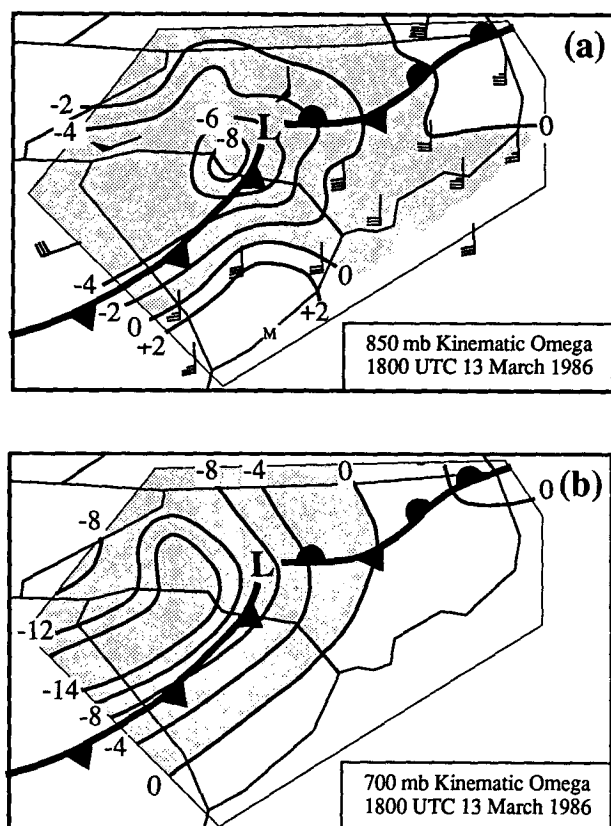 (a)
-2
-4
-6
-8
L
0
-4
-2
0
+2
0
+2
M
850 mb Kinematic Omega
1800 UTC 13 March 1986
-8 -4 0
(b)
0
-8
L
-12
-14
-8
-4
0
700 mb Kinematic Omega
1800 UTC 13 March 1986